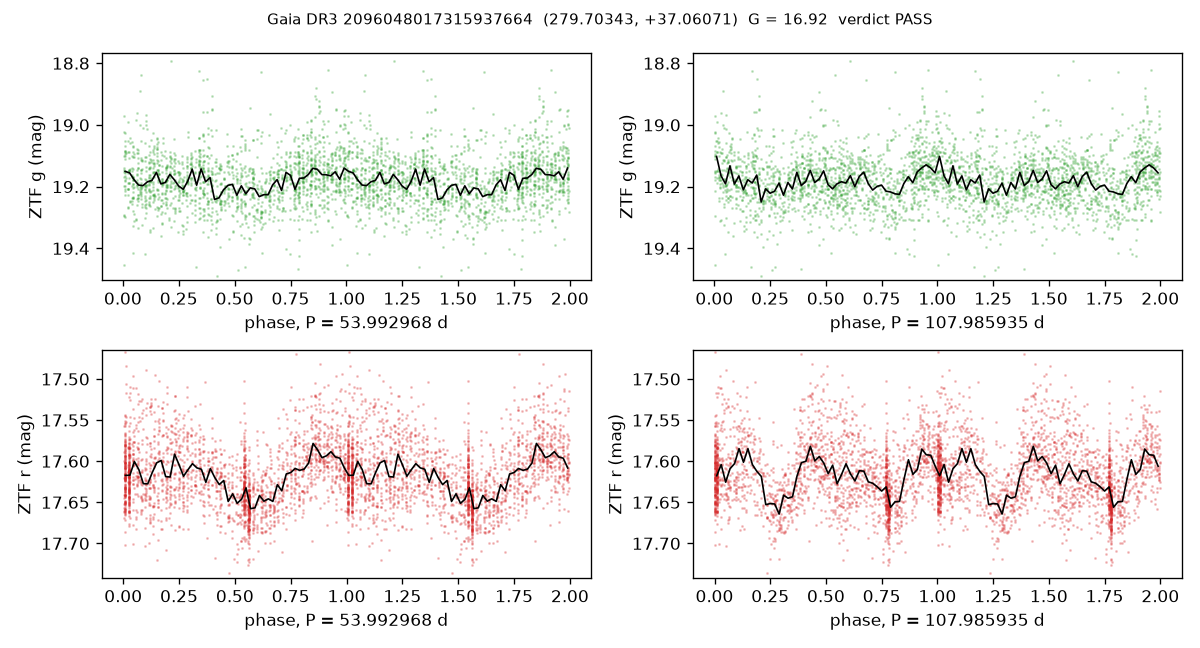 Gaia DR3 2096048017315937664 (279.70343, +37.06071) G = 16.92 verdict PASS
ZTF g (mag)
18.8
19.0
19.2
19.4
0.00 0.25 0.50 0.75 1.00 1.25 1.50 1.75 2.00
phase, P = 53.992968 d
ZTF g (mag)
18.8
19.0
19.2
19.4
0.00 0.25 0.50 0.75 1.00 1.25 1.50 1.75 2.00
phase, P = 107.985935 d
ZTF r (mag)
17.50
17.55
17.60
17.65
17.70
0.00 0.25 0.50 0.75 1.00 1.25 1.50 1.75 2.00
phase, P = 53.992968 d
ZTF r (mag)
17.50
17.55
17.60
17.65
17.70
0.00 0.25 0.50 0.75 1.00 1.25 1.50 1.75 2.00
phase, P = 107.985935 d